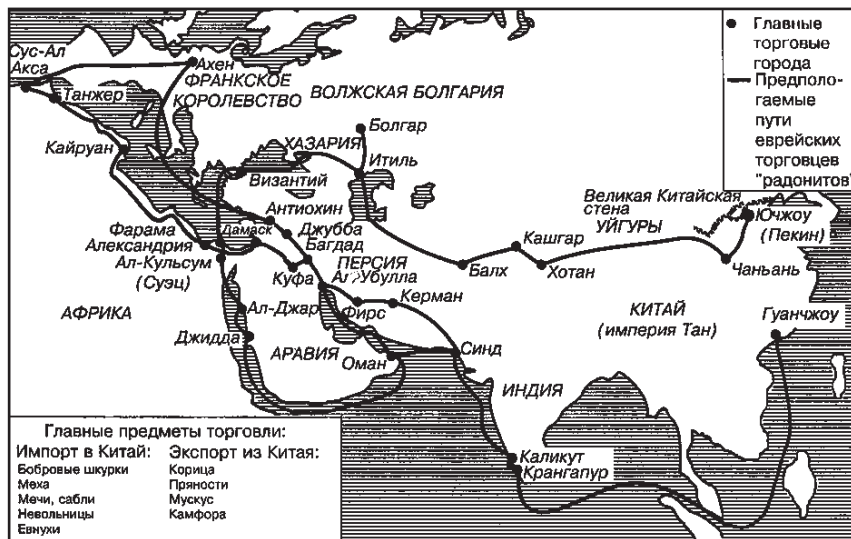 Сус-Ал
Акса
Ахен
ФРАНКСКОЕ
КОРОЛЕВСТВО
Танжер
ВОЛЖСКАЯ БОЛГАРИЯ
Болгар
Кайруан
ХАЗАРИЯ
Итиль
Византий
Антиохин
Великая Китайская
стена
УЙГУРЫ
Ючжоу
(Пекин)
Фарама
Дамаск
Джубба
Александрия
Багдад
Кашгар
Ал-Кульсум
(Суэц)
Куфа
ПЕРСИЯ
Ал-Убулла
Балх
Хотан
Чаньань
АФРИКА
Ал-Джар
Фирс
Керман
КИТАЙ
(империя Тан)
Гуанчжоу
Джидда
АРАВИЯ
Оман
Синд
ИНДИЯ
Каликут
Крангапур
Главные
торговые
города
Предполо-
гаемые
пути
еврейских
торговцев
"радонитов"
Главные предметы торговли:
Импорт в Китай: Экспорт из Китая:
Бобровые шкурки Корица
Меха Пряности
Мечи, сабли Мускус
Невольницы Камфора
Евнухи